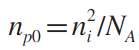 n_{p0} = n_i^2/N_A